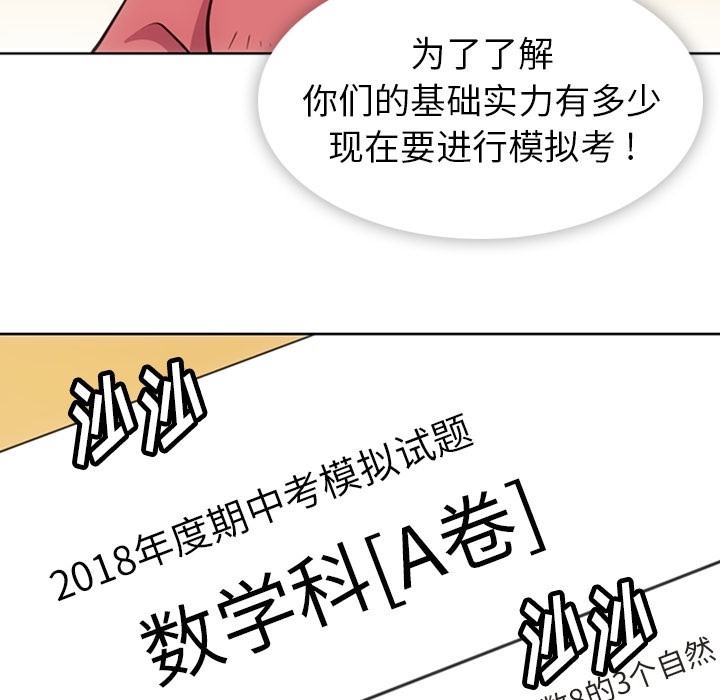 为了了解
你们的基础实力有多少
现在要进行模拟考！
沙沙
2018年度期中考模拟试题
数学科[A卷]
沙沙
数8的3个自然